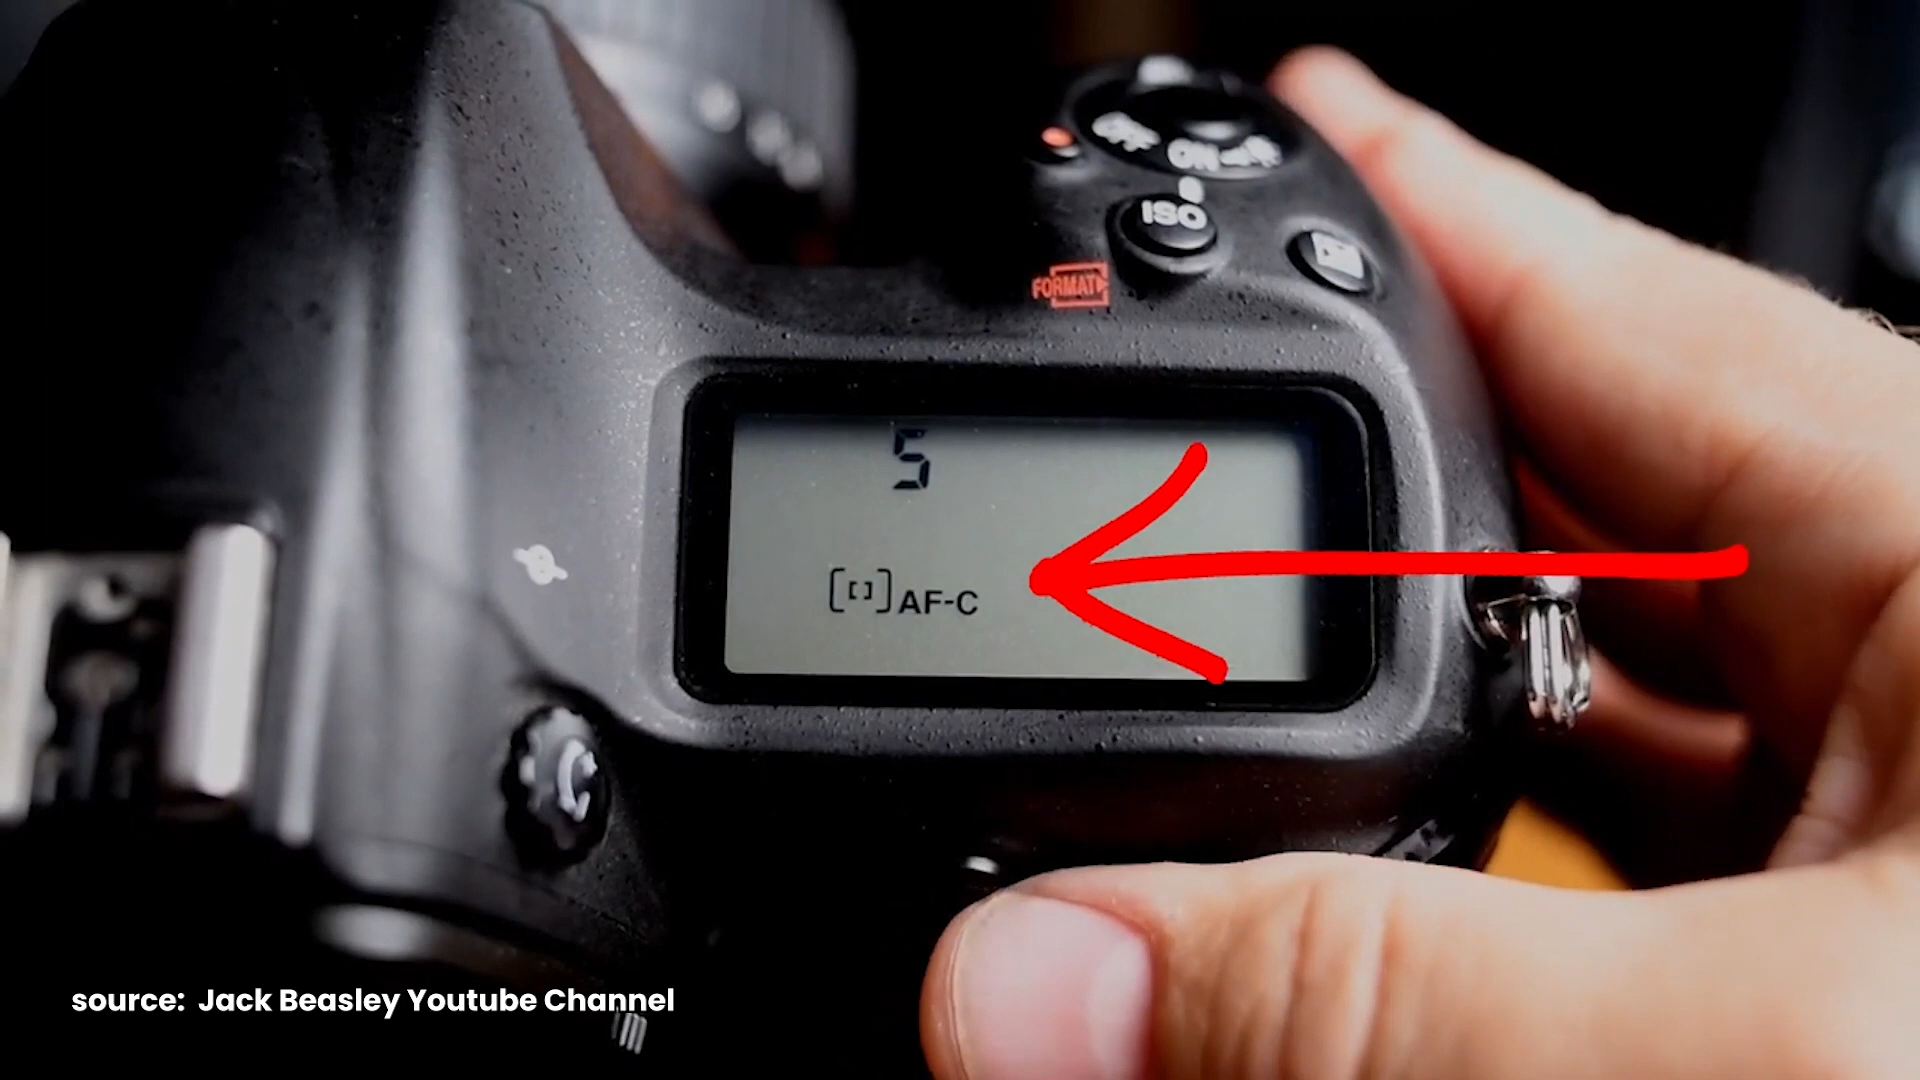 OFF
ON
ISO
FORMAT
5
[ ] AF-C
source: Jack Beasley Youtube Channel